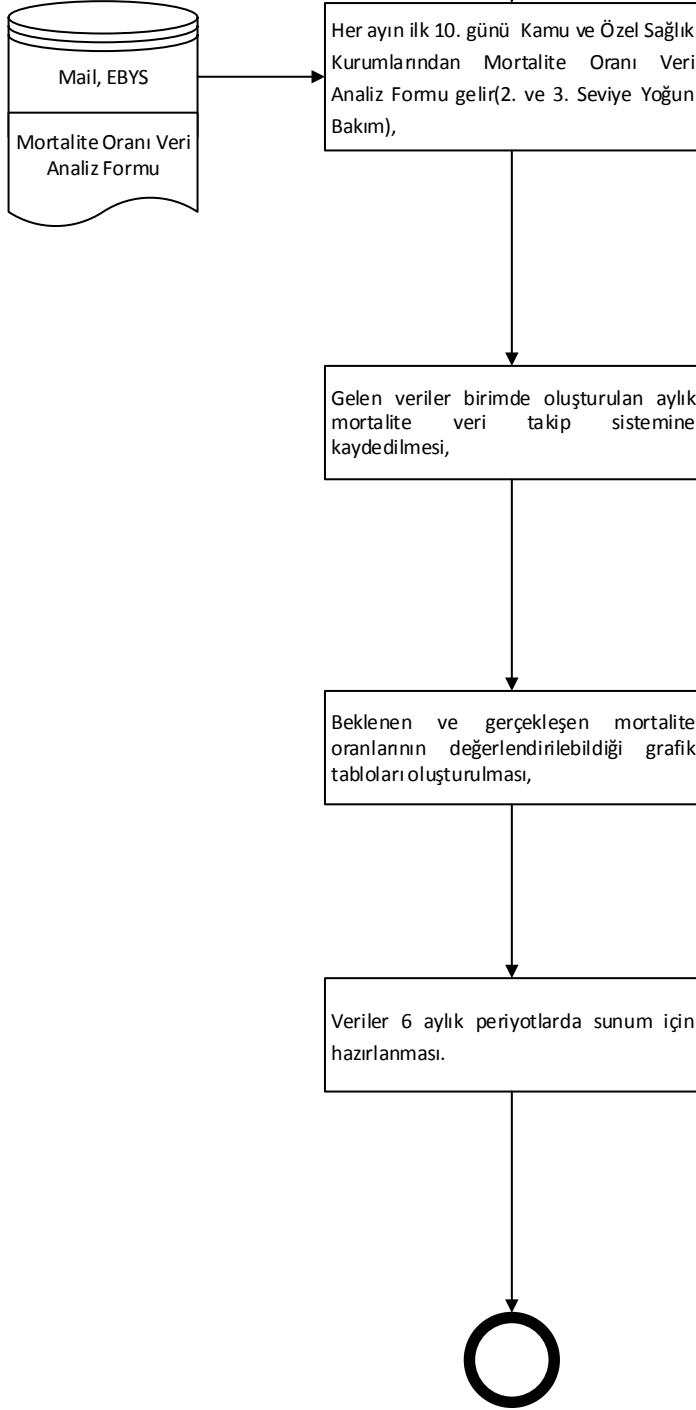 Mail, EBYS
Mortalite Oranı Veri
Analiz Formu
Her ayın ilk 10. günü Kamu ve Özel Sağlık
Kurumlarından Mortalite Oranı Veri
Analiz Formu gelir(2. ve 3. Seviye Yoğun
Bakım),
Gelen veriler birimde oluşturulan aylık
mortalite veri takip sistemine
kaydedilmesi,
Beklenen ve gerçekleşen mortalite
oranlarının değerlendirilebildiği grafik
tabloları oluşturulması,
Veriler 6 aylık periyotlarda sunum için
hazırlanması.